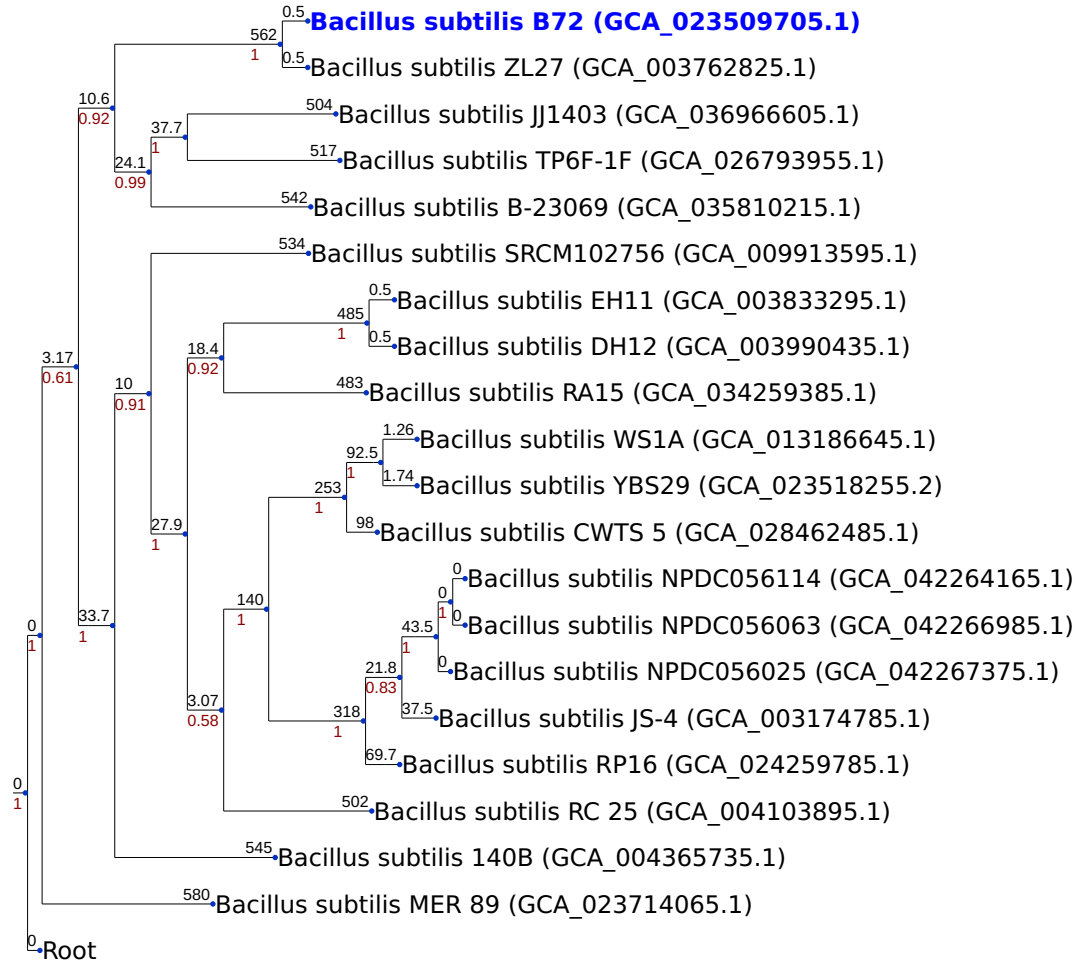 0.5
Bacillus subtilis B72 (GCA_023509705.1)
562
1
0.5
Bacillus subtilis ZL27 (GCA_003762825.1)
10.6
0.92
504
Bacillus subtilis JJ1403 (GCA_036966605.1)
37.7
1
517
Bacillus subtilis TP6F-1F (GCA_026793955.1)
24.1
0.99
542
Bacillus subtilis B-23069 (GCA_035810215.1)
534
Bacillus subtilis SRCM102756 (GCA_009913595.1)
0.5
Bacillus subtilis EH11 (GCA_003833295.1)
485
1
0.5
Bacillus subtilis DH12 (GCA_003990435.1)
3.17
0.61
18.4
0.92
10
0.91
483
Bacillus subtilis RA15 (GCA_034259385.1)
1.26
Bacillus subtilis WS1A (GCA_013186645.1)
92.5
1
1.74
Bacillus subtilis YBS29 (GCA_023518255.2)
253
1
98
Bacillus subtilis CWTS 5 (GCA_028462485.1)
27.9
1
0
Bacillus subtilis NPDC056114 (GCA_042264165.1)
0
1
0
Bacillus subtilis NPDC056063 (GCA_042266985.1)
140
1
33.7
1
0
1
43.5
1
0
Bacillus subtilis NPDC056025 (GCA_042267375.1)
21.8
0.83
37.5
Bacillus subtilis JS-4 (GCA_003174785.1)
3.07
0.58
318
1
69.7
Bacillus subtilis RP16 (GCA_024259785.1)
0
1
502
Bacillus subtilis RC 25 (GCA_004103895.1)
545
Bacillus subtilis 140B (GCA_004365735.1)
580
Bacillus subtilis MER 89 (GCA_023714065.1)
0
Root